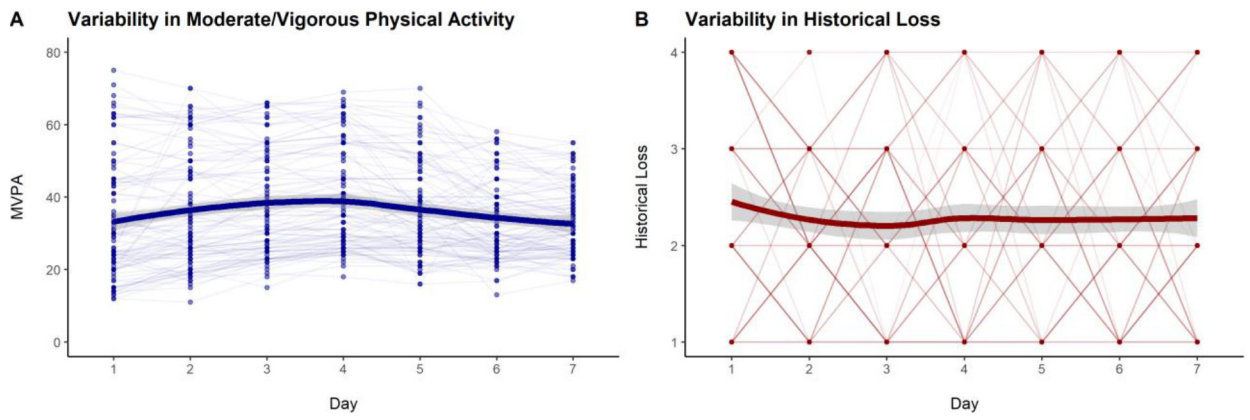 A Variability in Moderate/Vigorous Physical Activity
80
60
40
20
0
MVPA
1 2 3 4 5 6 7
Day
B Variability in Historical Loss
4
3
2
1
Historical Loss
1 2 3 4 5 6 7
Day